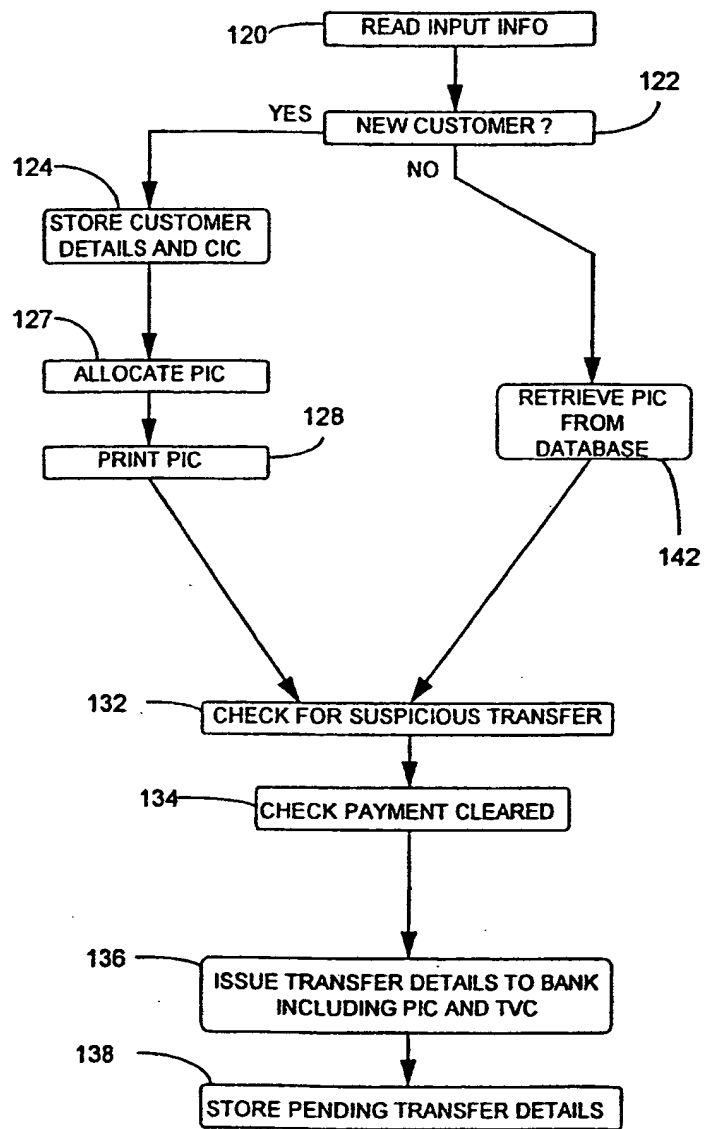 READ INPUT INFO
120
122
NEW CUSTOMER ?
YES
NO
124
STORE CUSTOMER
DETAILS AND CIC
127
ALLOCATE PIC
RETRIEVE PIC
FROM
DATABASE
128
PRINT PIC
142
132
CHECK FOR SUSPICIOUS TRANSFER
134
CHECK PAYMENT CLEARED
136
ISSUE TRANSFER DETAILS TO BANK
INCLUDING PIC AND TVC
138
STORE PENDING TRANSFER DETAILS